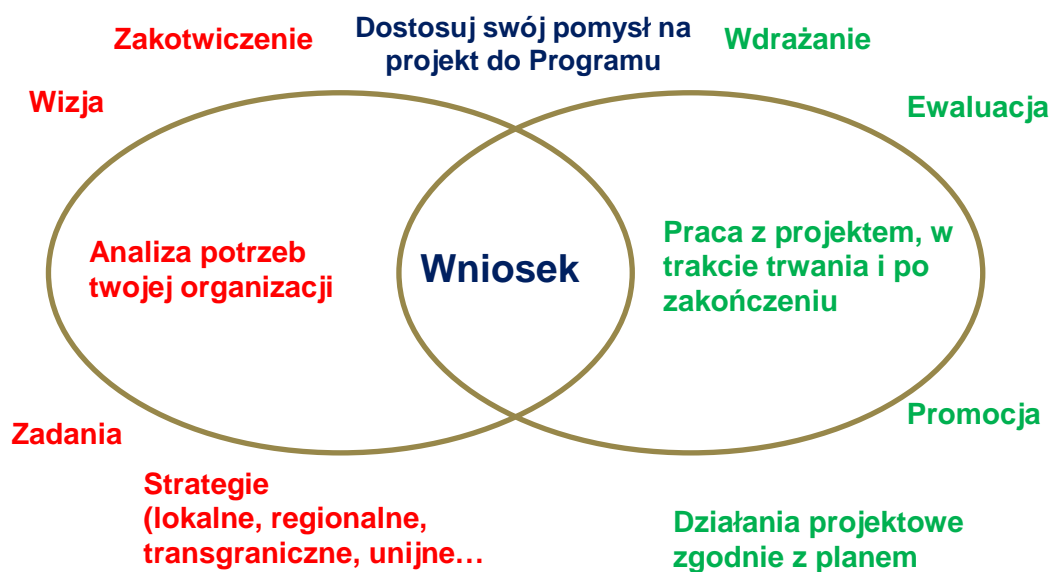 Zakotwiczenie
Dostosuj swój pomysł na
projekt do Programu
Wdrażanie
Wizja
Ewaluacja
Analiza potrzeb
twojej organizacji
Wniosek
Praca z projektem, w
trakcie trwania i po
zakończeniu
Zadania
Promocja
Strategie
(lokalne, regionalne,
transgraniczne, unijne…
Działania projektowe
zgodnie z planem